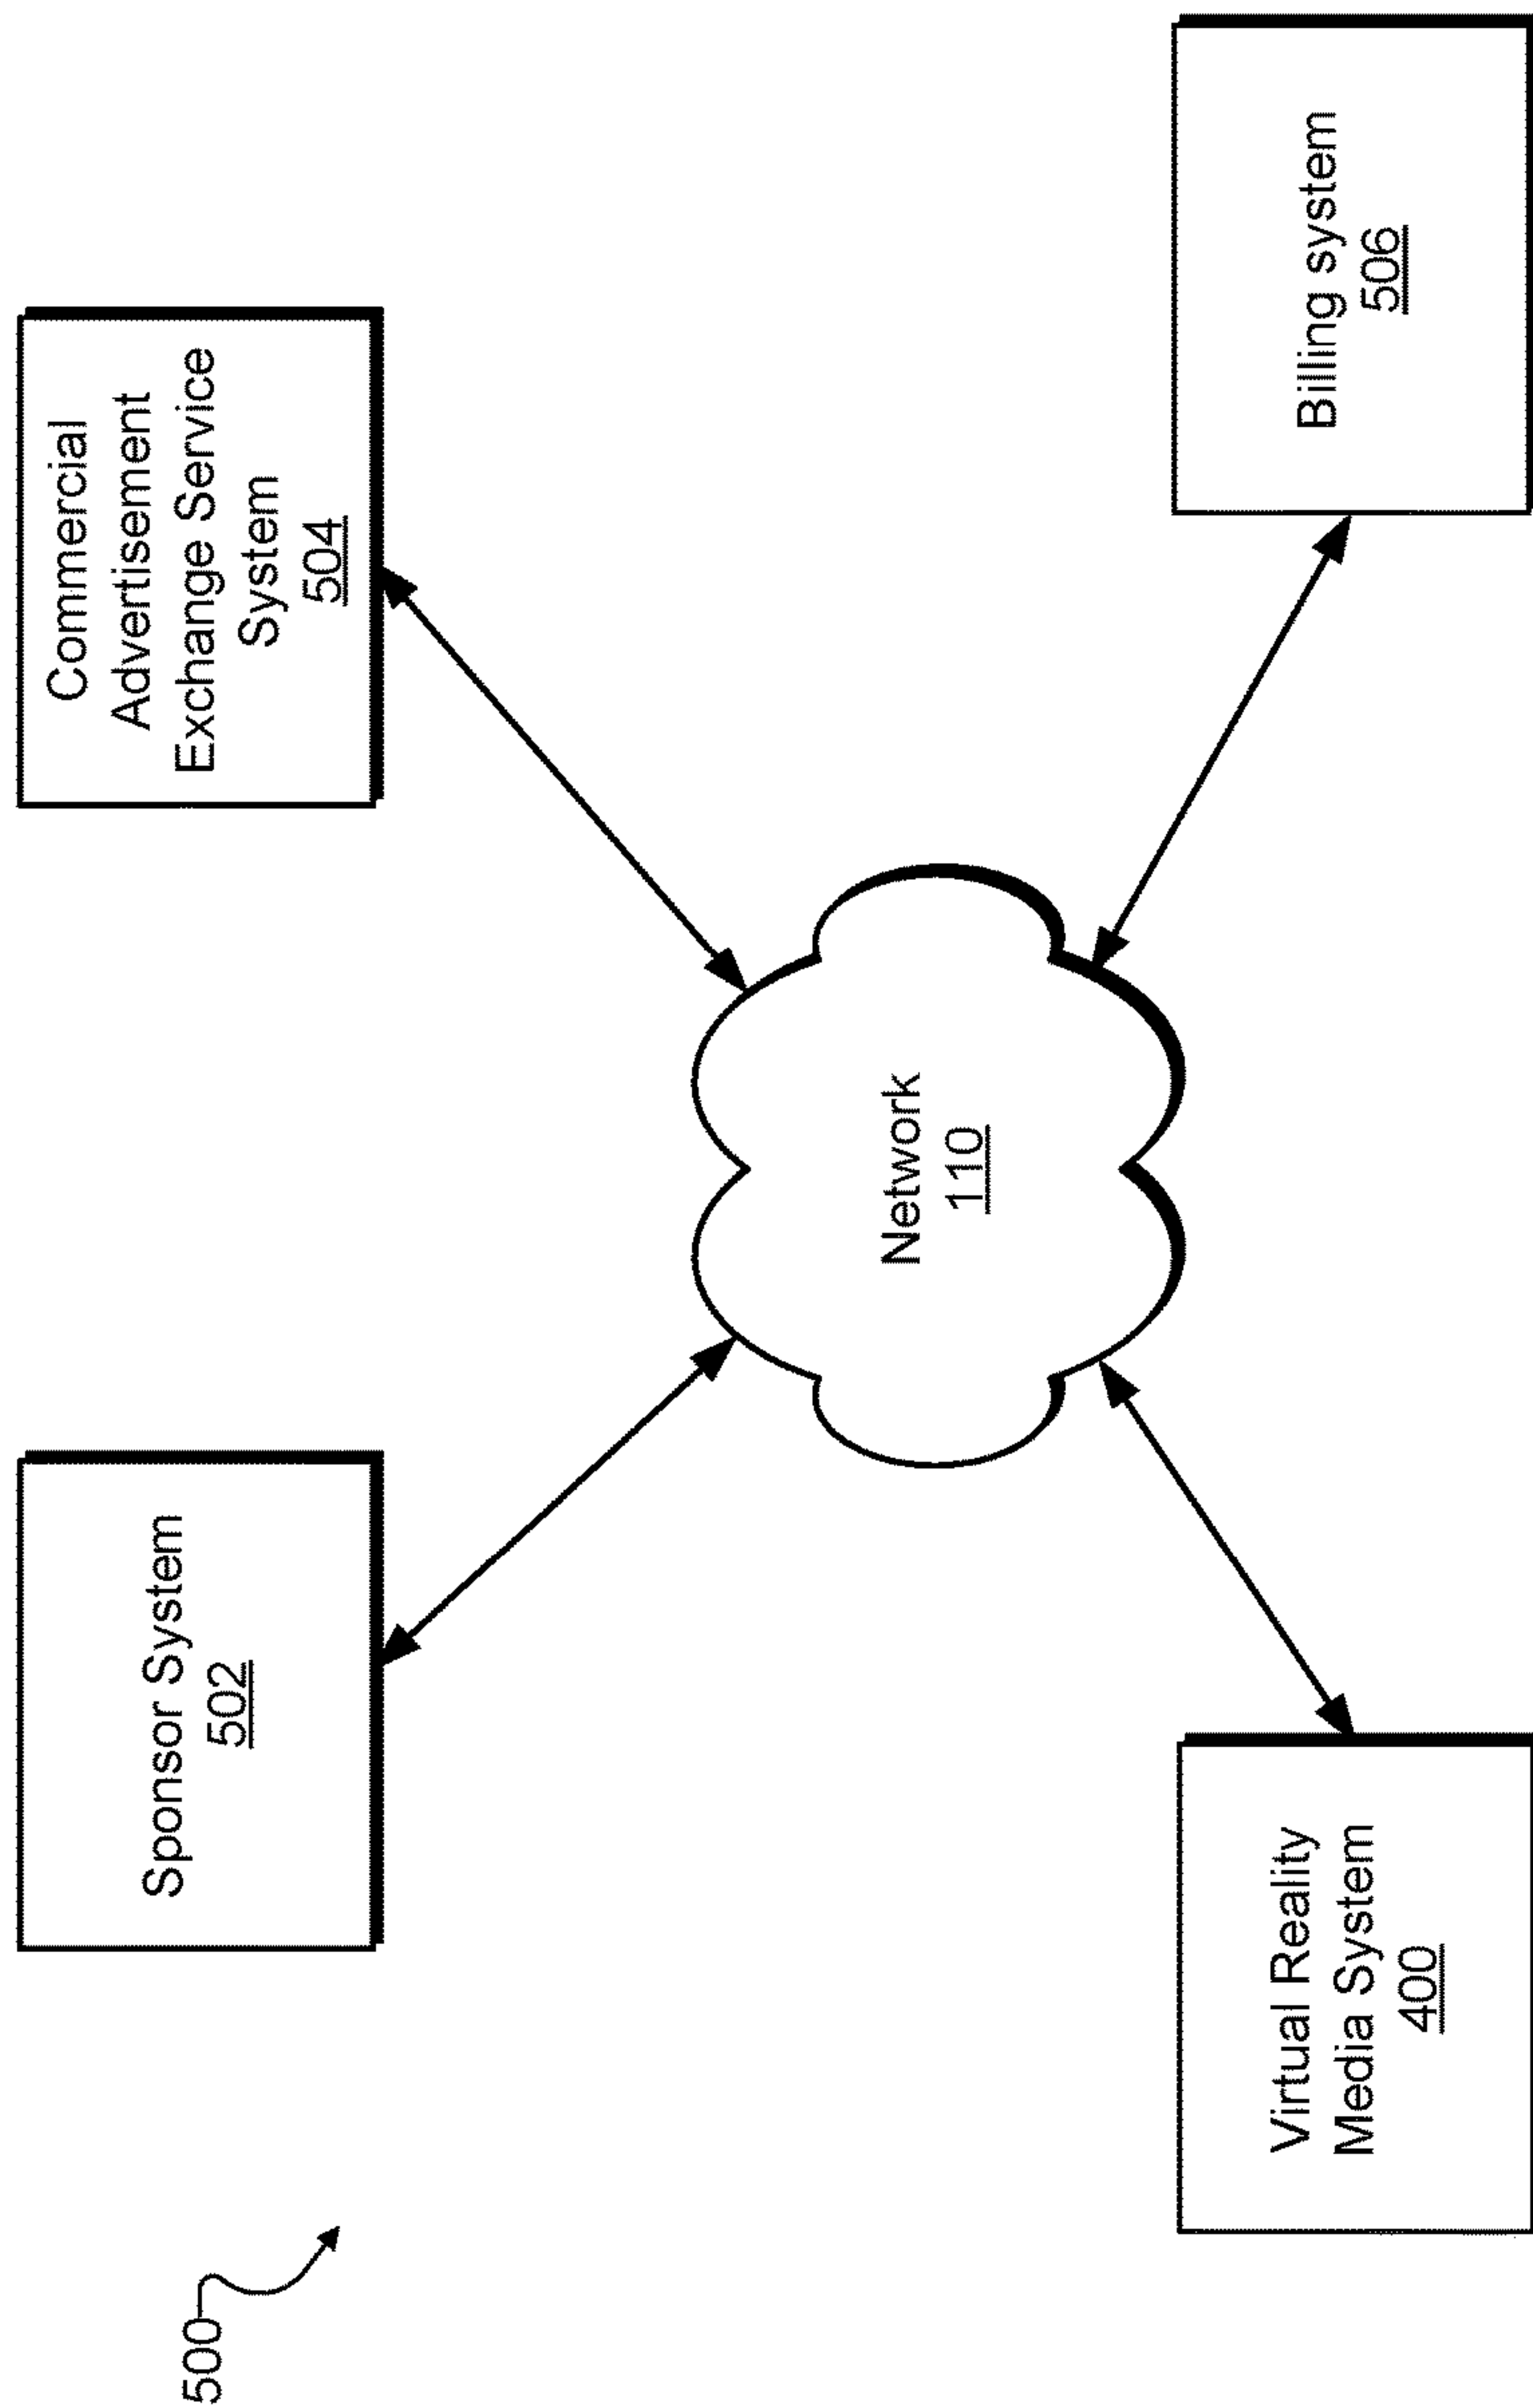 500
Sponsor System
502
Commercial
Advertisement
Exchange Service
System
504
Network
110
Virtual Reality
Media System
400
Billing system
506